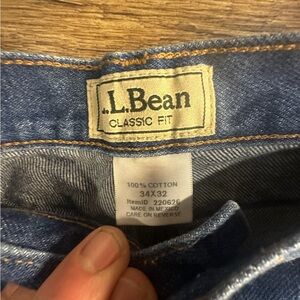 L.L.Bean
CLASSIC FIT
100% COTTON
34X32
ItemID 220626
MADE IN MEXICO
CARE ON REVERSE